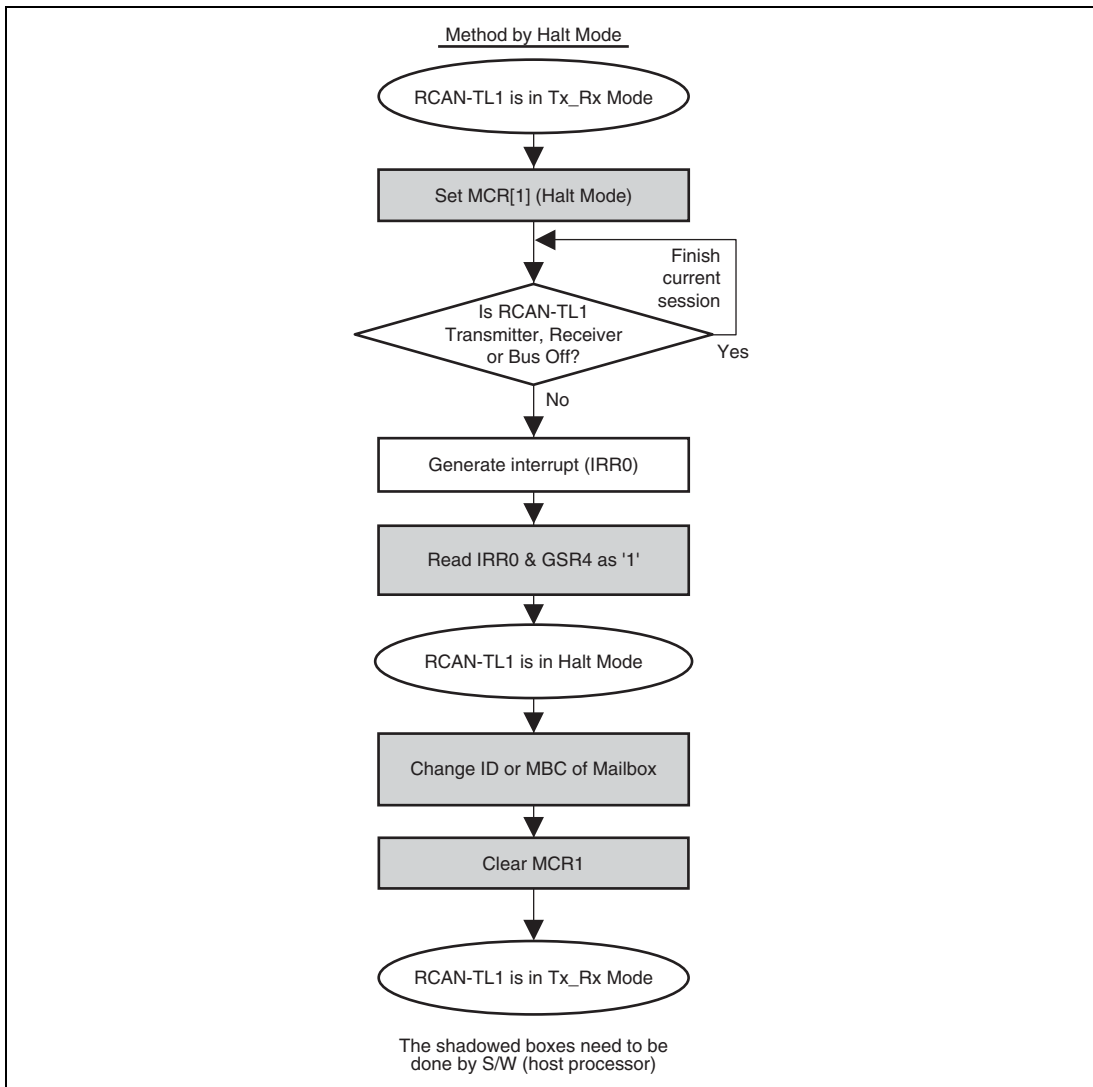 Method by Halt Mode
RCAN-TL1 is in Tx_Rx Mode
Set MCR[1] (Halt Mode)
Finish
current
session
Is RCAN-TL1
Transmitter, Receiver
or Bus Off?
Yes
No
Generate interrupt (IRR0)
Read IRR0 & GSR4 as '1'
RCAN-TL1 is in Halt Mode
Change ID or MBC of Mailbox
Clear MCR1
RCAN-TL1 is in Tx_Rx Mode
The shadowed boxes need to be
done by S/W (host processor)